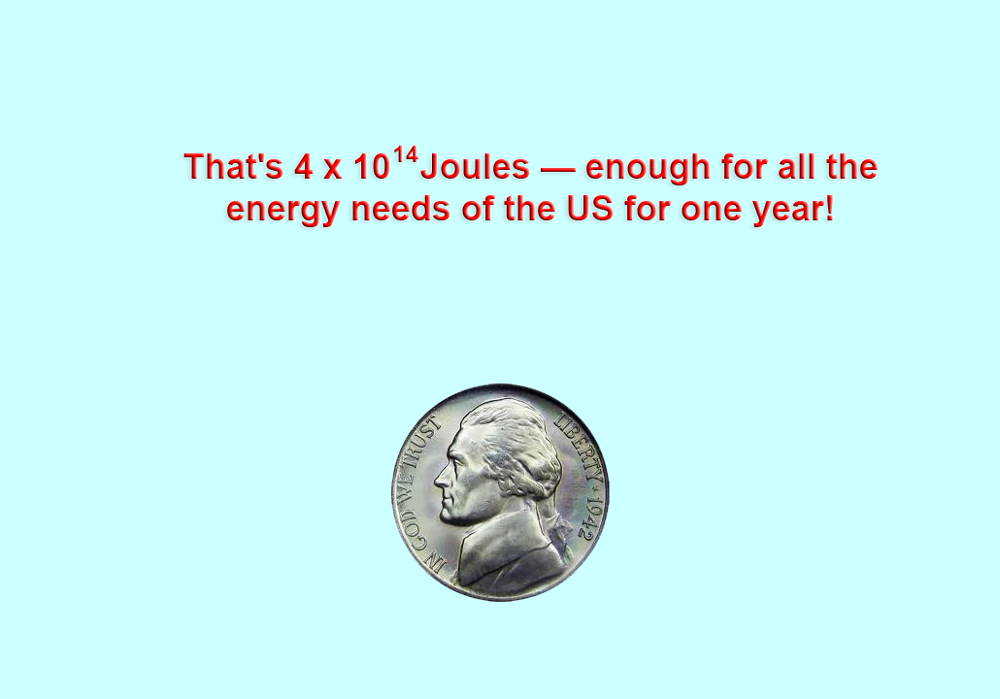 That's 4 x 10¹⁴Joules — enough for all the
energy needs of the US for one year!
IN GOD WE TRUST
LIBERTY * 1942